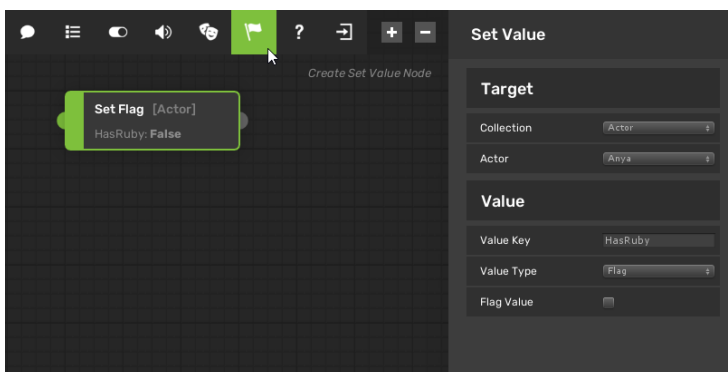 Set Value
Create Set Value Node
Set Flag [Actor]
HasRuby: False
Target
Collection Actor
Actor Anya
Value
Value Key HasRuby
Value Type Flag
Flag Value